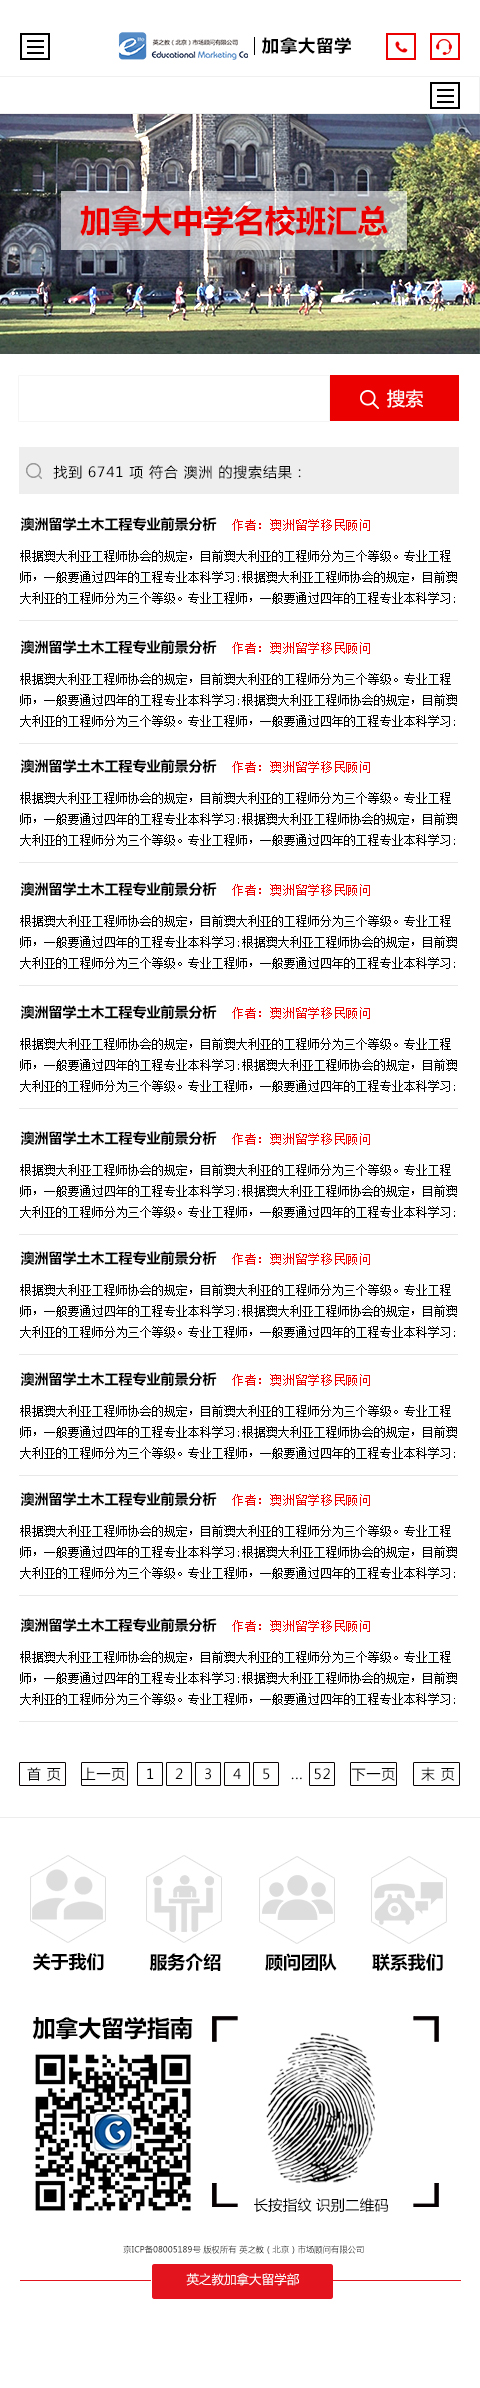 英之教（北京）市场顾问有限公司
Educational Marketing Co
加拿大留学
加拿大中学名校班汇总
搜索
找到 6741 项 符合 澳洲 的搜索结果：
澳洲留学土木工程专业前景分析 作者：澳洲留学移民顾问
根据澳大利亚工程师协会的规定，目前澳大利亚的工程师分为三个等级。专业工程
师，一般要通过四年的工程专业本科学习;根据澳大利亚工程师协会的规定，目前澳
大利亚的工程师分为三个等级。专业工程师，一般要通过四年的工程专业本科学习;
澳洲留学土木工程专业前景分析 作者：澳洲留学移民顾问
根据澳大利亚工程师协会的规定，目前澳大利亚的工程师分为三个等级。专业工程
师，一般要通过四年的工程专业本科学习;根据澳大利亚工程师协会的规定，目前澳
大利亚的工程师分为三个等级。专业工程师，一般要通过四年的工程专业本科学习;
澳洲留学土木工程专业前景分析 作者：澳洲留学移民顾问
根据澳大利亚工程师协会的规定，目前澳大利亚的工程师分为三个等级。专业工程
师，一般要通过四年的工程专业本科学习;根据澳大利亚工程师协会的规定，目前澳
大利亚的工程师分为三个等级。专业工程师，一般要通过四年的工程专业本科学习;
澳洲留学土木工程专业前景分析 作者：澳洲留学移民顾问
根据澳大利亚工程师协会的规定，目前澳大利亚的工程师分为三个等级。专业工程
师，一般要通过四年的工程专业本科学习;根据澳大利亚工程师协会的规定，目前澳
大利亚的工程师分为三个等级。专业工程师，一般要通过四年的工程专业本科学习;
澳洲留学土木工程专业前景分析 作者：澳洲留学移民顾问
根据澳大利亚工程师协会的规定，目前澳大利亚的工程师分为三个等级。专业工程
师，一般要通过四年的工程专业本科学习;根据澳大利亚工程师协会的规定，目前澳
大利亚的工程师分为三个等级。专业工程师，一般要通过四年的工程专业本科学习;
澳洲留学土木工程专业前景分析 作者：澳洲留学移民顾问
根据澳大利亚工程师协会的规定，目前澳大利亚的工程师分为三个等级。专业工程
师，一般要通过四年的工程专业本科学习;根据澳大利亚工程师协会的规定，目前澳
大利亚的工程师分为三个等级。专业工程师，一般要通过四年的工程专业本科学习;
澳洲留学土木工程专业前景分析 作者：澳洲留学移民顾问
根据澳大利亚工程师协会的规定，目前澳大利亚的工程师分为三个等级。专业工程
师，一般要通过四年的工程专业本科学习;根据澳大利亚工程师协会的规定，目前澳
大利亚的工程师分为三个等级。专业工程师，一般要通过四年的工程专业本科学习;
澳洲留学土木工程专业前景分析 作者：澳洲留学移民顾问
根据澳大利亚工程师协会的规定，目前澳大利亚的工程师分为三个等级。专业工程
师，一般要通过四年的工程专业本科学习;根据澳大利亚工程师协会的规定，目前澳
大利亚的工程师分为三个等级。专业工程师，一般要通过四年的工程专业本科学习;
澳洲留学土木工程专业前景分析 作者：澳洲留学移民顾问
根据澳大利亚工程师协会的规定，目前澳大利亚的工程师分为三个等级。专业工程
师，一般要通过四年的工程专业本科学习;根据澳大利亚工程师协会的规定，目前澳
大利亚的工程师分为三个等级。专业工程师，一般要通过四年的工程专业本科学习;
澳洲留学土木工程专业前景分析 作者：澳洲留学移民顾问
根据澳大利亚工程师协会的规定，目前澳大利亚的工程师分为三个等级。专业工程
师，一般要通过四年的工程专业本科学习;根据澳大利亚工程师协会的规定，目前澳
大利亚的工程师分为三个等级。专业工程师，一般要通过四年的工程专业本科学习;
首 页 上一页 1 2 3 4 5 ... 52 下一页 末 页
关于我们 服务介绍 顾问团队 联系我们
加拿大留学指南
长按指纹 识别二维码
京ICP备08005189号 版权所有 英之教（北京）市场顾问有限公司
英之教加拿大留学部